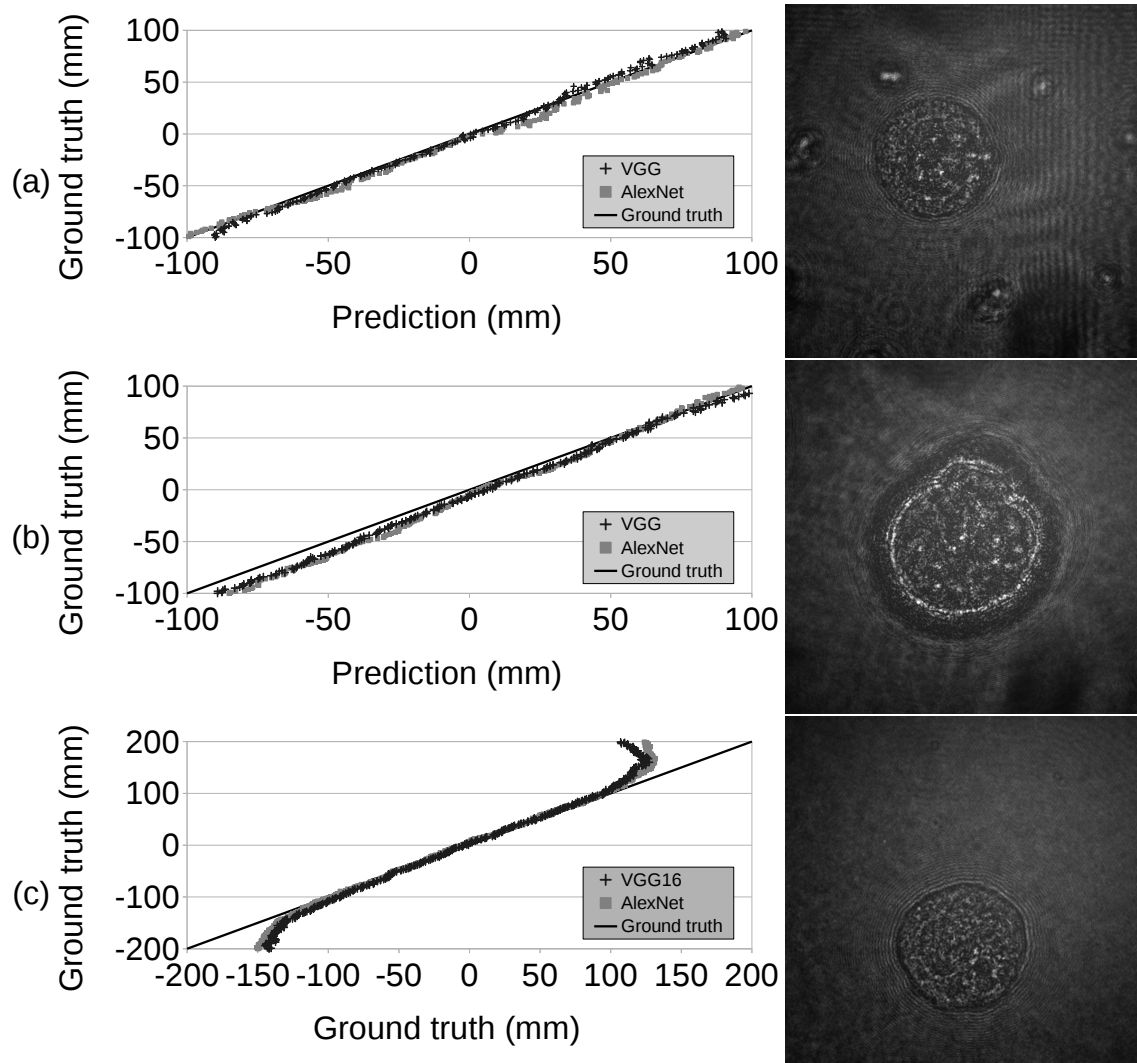 (a)
Ground truth (mm)
100
50
0
-50
-100
-100 -50 0 50 100
Prediction (mm)
VGG
AlexNet
Ground truth
(b)
Ground truth (mm)
100
50
0
-50
-100
-100 -50 0 50 100
Prediction (mm)
VGG
AlexNet
Ground truth
(c)
Ground truth (mm)
200
100
0
-100
-200
-200 -150 -100 -50 0 50 100 150 200
Ground truth (mm)
VGG16
AlexNet
Ground truth